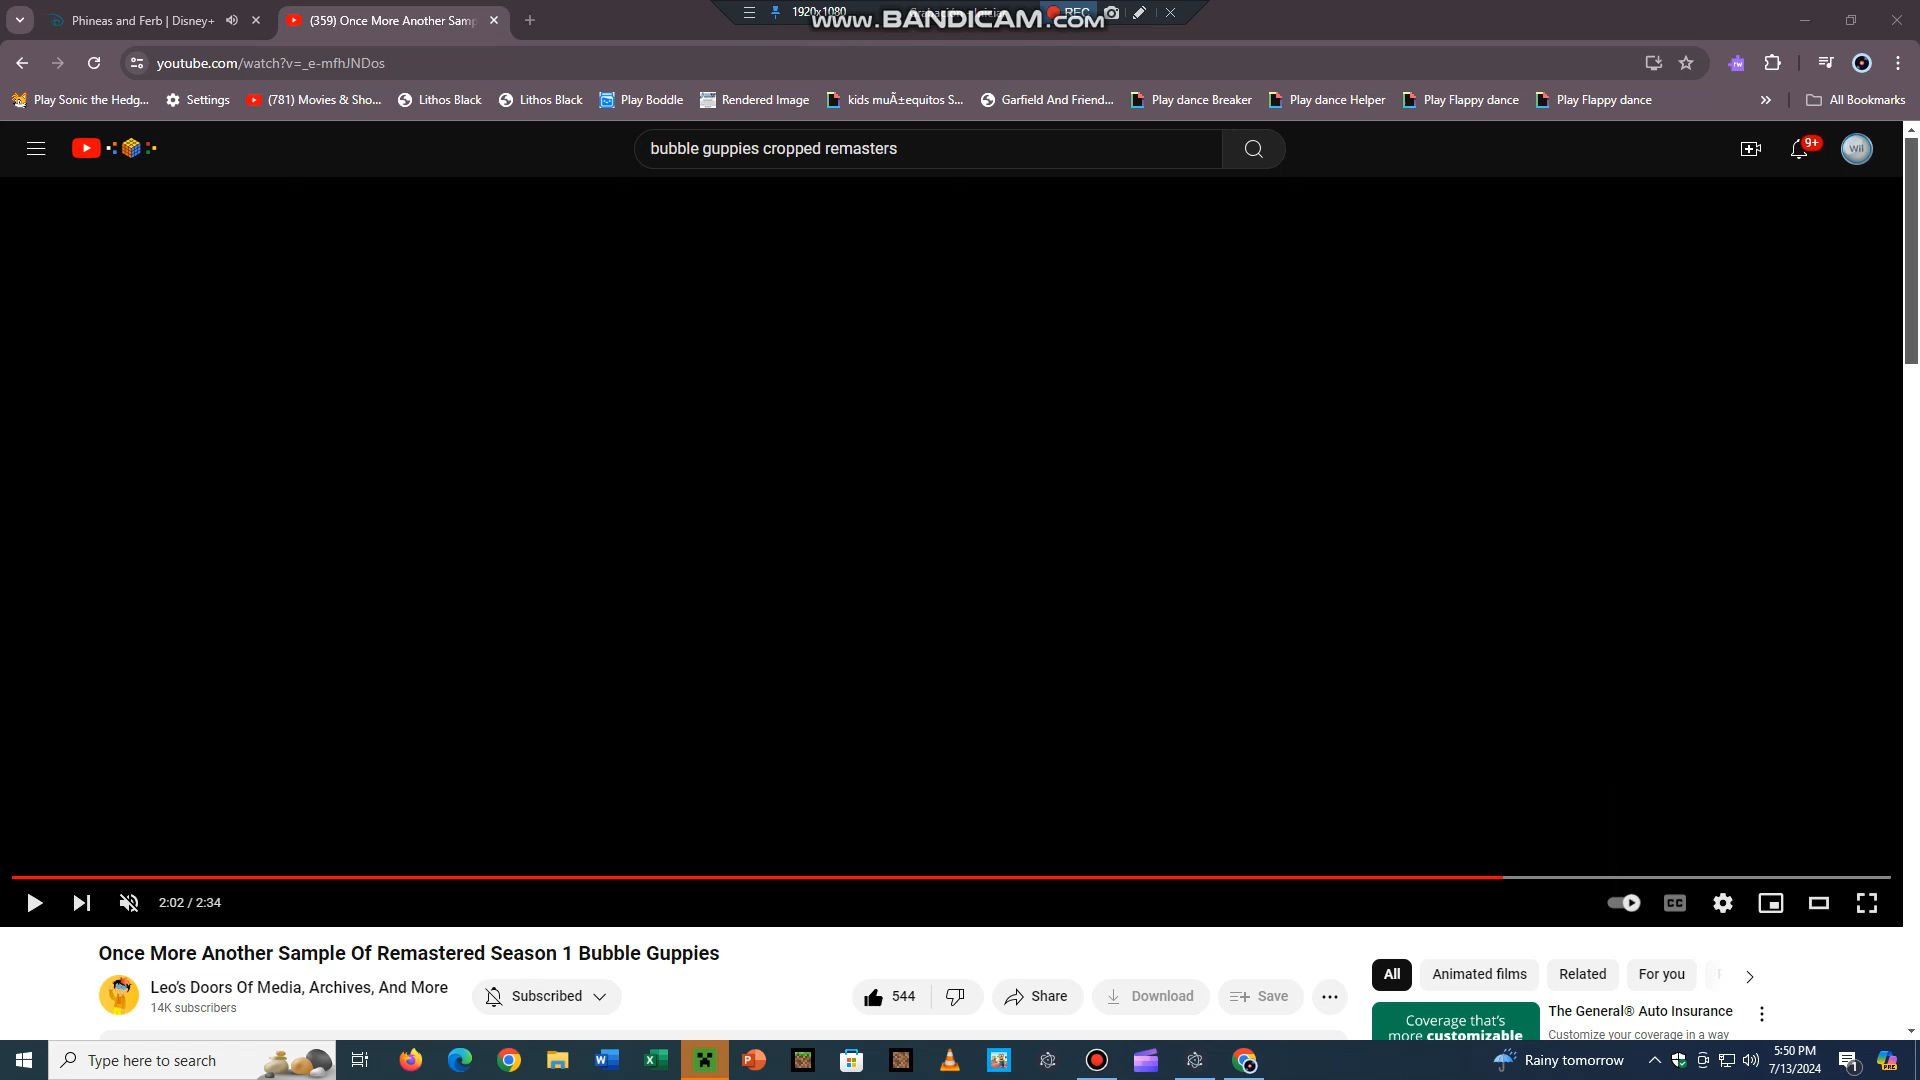 Phineas and Ferb | Disney+
(359) Once More Another Samp
1920x1080
REC
www.BANDICAM.com
youtube.com/watch?v=_e-mfhJNDos
Play Sonic the Hedg...
Settings
(781) Movies & Sho...
Lithos Black
Lithos Black
Play Boddle
Rendered Image
kids muÃ±equitos S...
Garfield And Friend...
Play dance Breaker
Play dance Helper
Play Flappy dance
Play Flappy dance
All Bookmarks
bubble guppies cropped remasters
9+
Wil
2:02 / 2:34
CC
Once More Another Sample Of Remastered Season 1 Bubble Guppies
Leo's Doors Of Media, Archives, And More
14K subscribers
Subscribed
544
Share
Download
Save
All
Animated films
Related
For you
Coverage that's
more customizable
The General® Auto Insurance
Customize your coverage in a way
Type here to search
Rainy tomorrow
5:50 PM
7/13/2024
1